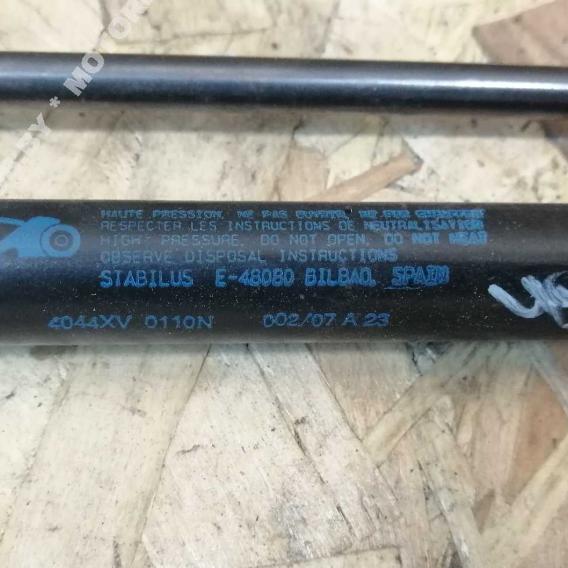 HAUTE PRESSION, NE PAS OUVRIR, NE PAS CHAUFFER
RESPECTER LES INSTRUCTIONS DE NEUTRALISATION
HIGH PRESSURE. DO NOT OPEN. DO NOT HEAT
OBSERVE DISPOSAL INSTRUCTIONS
STABILUS E-48080 BILBAO. SPAIN
4044XV 0110N 002/07 A 23